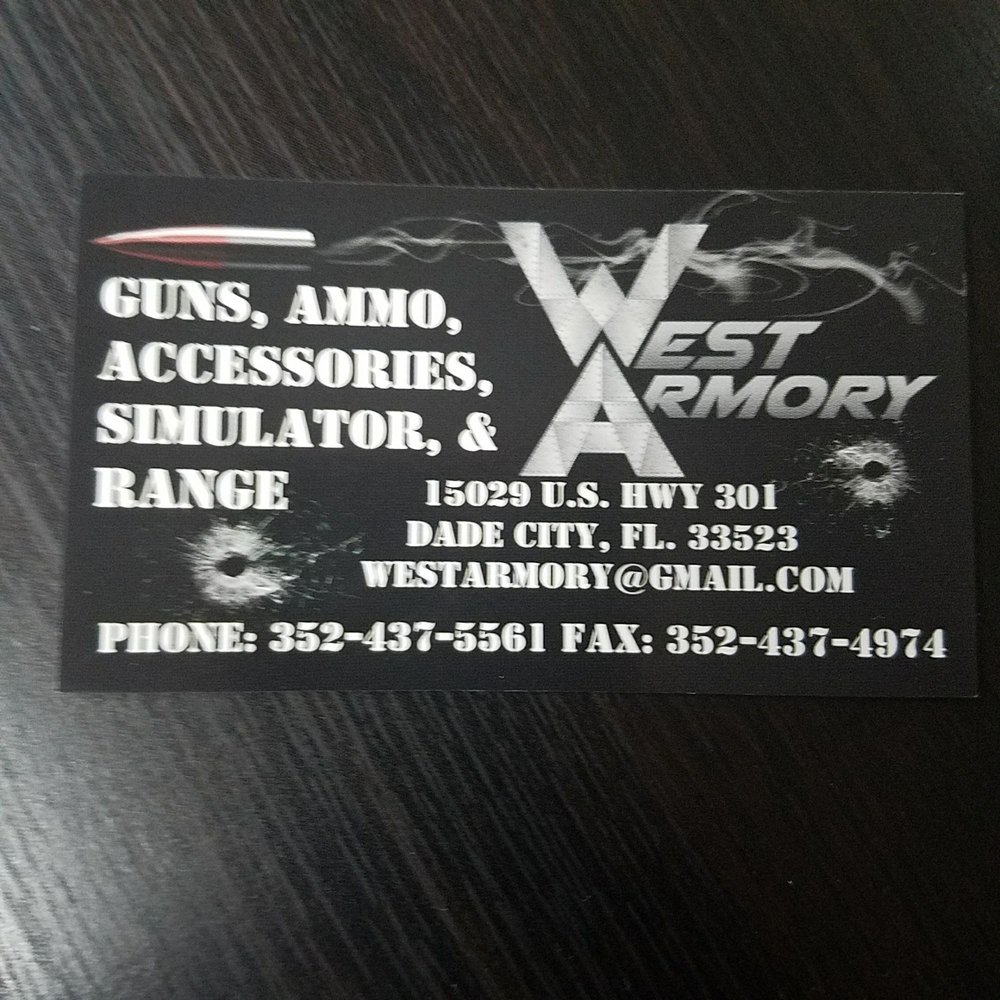 GUNS, AMMO,
ACCESSORIES,
SIMULATOR, &
RANGE
WEST
ARMORY
15029 U.S. HWY 301
DADE CITY, FL. 33523
WESTARMORY@GMAIL.COM
PHONE: 352-437-5561 FAX: 352-437-4974